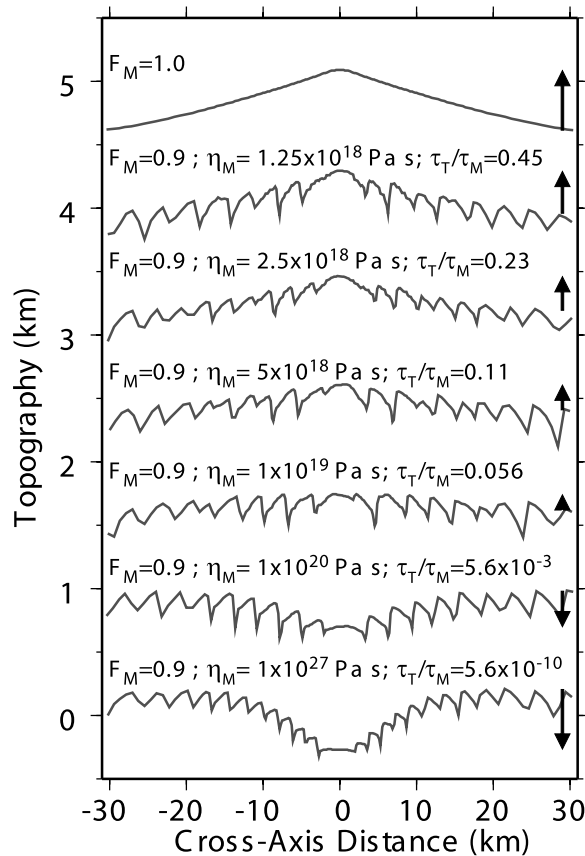 F_M=1.0
5
F_M=0.9 ; η_M= 1.25x10^18 Pa s; τ_T/τ_M=0.45
4
F_M=0.9 ; η_M= 2.5x10^18 Pa s; τ_T/τ_M=0.23
3
F_M=0.9 ; η_M= 5x10^18 Pa s; τ_T/τ_M=0.11
2
F_M=0.9 ; η_M= 1x10^19 Pa s; τ_T/τ_M=0.056
F_M=0.9 ; η_M= 1x10^20 Pa s; τ_T/τ_M=5.6x10^-3
1
F_M=0.9 ; η_M= 1x10^27 Pa s; τ_T/τ_M=5.6x10^-10
0
Topography (km)
-30 -20 -10 0 10 20 30
Cross-Axis Distance (km)